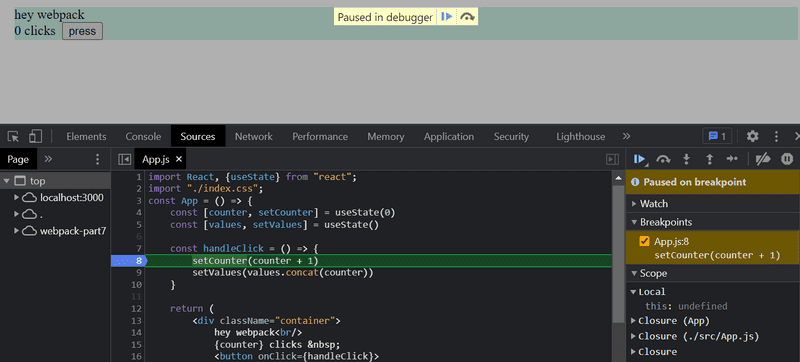 hey webpack
0 clicks press
Paused in debugger
Elements Console Sources Network Performance Memory Application Security Lighthouse » 1
Page » App.js ×
top
localhost:3000
.
webpack-part7
1 import React, {useState} from "react";
2 import "./index.css";
3 const App = () => {
4 const [counter, setCounter] = useState(0)
5 const [values, setValues] = useState()
6
7 const handleClick = () => {
8 setCounter(counter + 1)
9 setValues(values.concat(counter))
10 }
11
12 return (
13 <div className="container">
14 hey webpack<br/>
15 {counter} clicks &nbsp;
16 <button onClick={handleClick}>
Paused on breakpoint
Watch
Breakpoints
App.js:8
setCounter(counter + 1)
Scope
Local
this: undefined
Closure (App)
Closure (./src/App.js)
Closure